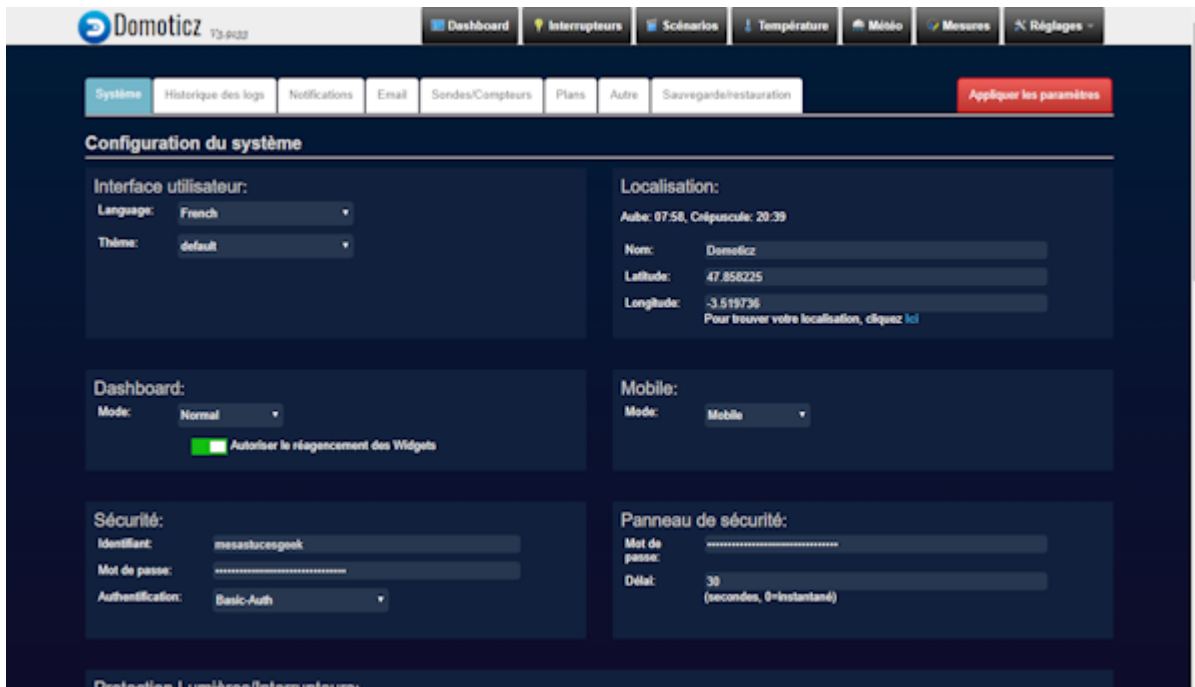 Domoticz
Dashboard Interrupteurs Scénarios Température Météo Mesures Réglages
Système Historique des logs Notifications Email Sondes/Compteurs Plans Autre Sauvegarde/restauration Appliquer les paramètres
Configuration du système
Interface utilisateur:
Language: French
Thème: default
Localisation:
Aube: 07:58, Crépuscule: 20:39
Nom: Domoticz
Latitude: 47.858225
Longitude: -3.519736
Pour trouver votre localisation, cliquez Ici
Dashboard:
Mode: Normal
Autoriser le réagencement des Widgets
Mobile:
Mode: Mobile
Sécurité:
Identifiant: mesastucesgeek
Mot de passe:
Authentification: Basic-Auth
Panneau de sécurité:
Mot de
passe:
Délai: 30
(secondes, 0=instantané)
Protection Lumières/Interrupteurs: